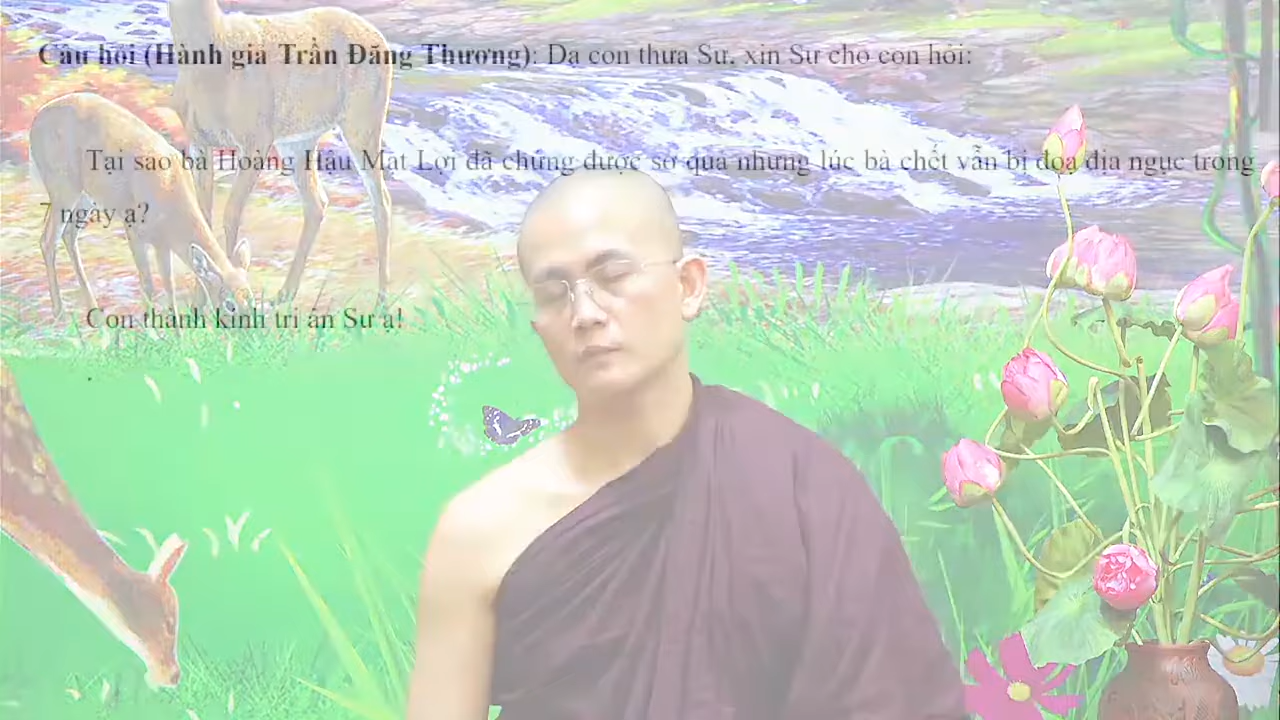 Câu hỏi (Hành giả Trần Đăng Thương): Dạ con thưa Sư, xin Sư cho con hỏi:
Tại sao bà Hoàng Hậu Mạt Lợi đã chứng được sơ quả nhưng lúc bà chết vẫn bị đọa địa ngục trong
7 ngày ạ?
Con thành kính tri ân Sư ạ!